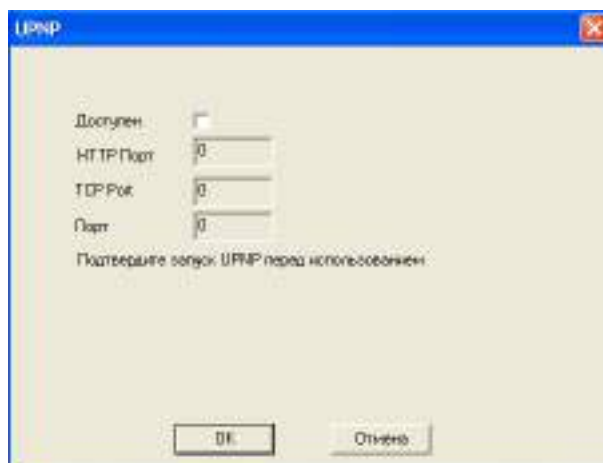 UPNP
Доступен
HTTP Порт 0
TCP Port 0
Порт 0
Подтвердите запуск UPNP перед использованием
OK Отмена